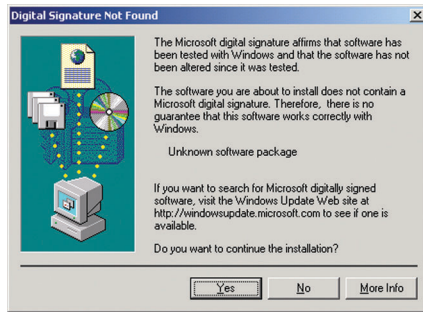 Digital Signature Not Found
The Microsoft digital signature affirms that software has
been tested with Windows and that the software has not
been altered since it was tested.
The software you are about to install does not contain a
Microsoft digital signature. Therefore, there is no
guarantee that this software works correctly with
Windows.
Unknown software package
If you want to search for Microsoft digitally signed
software, visit the Windows Update Web site at
http://windowsupdate.microsoft.com to see if one is
available.
Do you want to continue the installation?
Yes No More Info